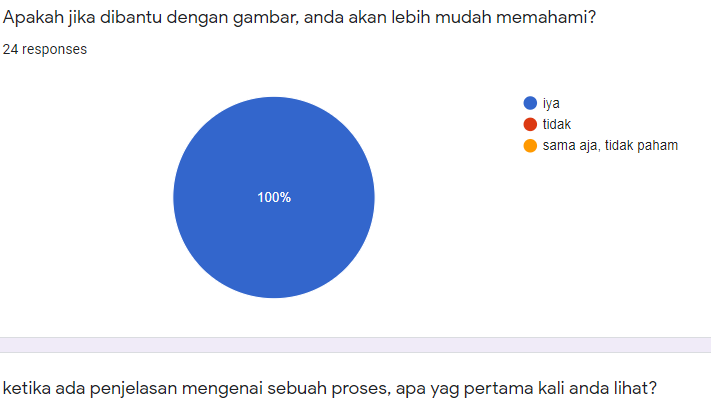 Apakah jika dibantu dengan gambar, anda akan lebih mudah memahami?
24 responses
iya
tidak
sama aja, tidak paham
100%
ketika ada penjelasan mengenai sebuah proses, apa yag pertama kali anda lihat?